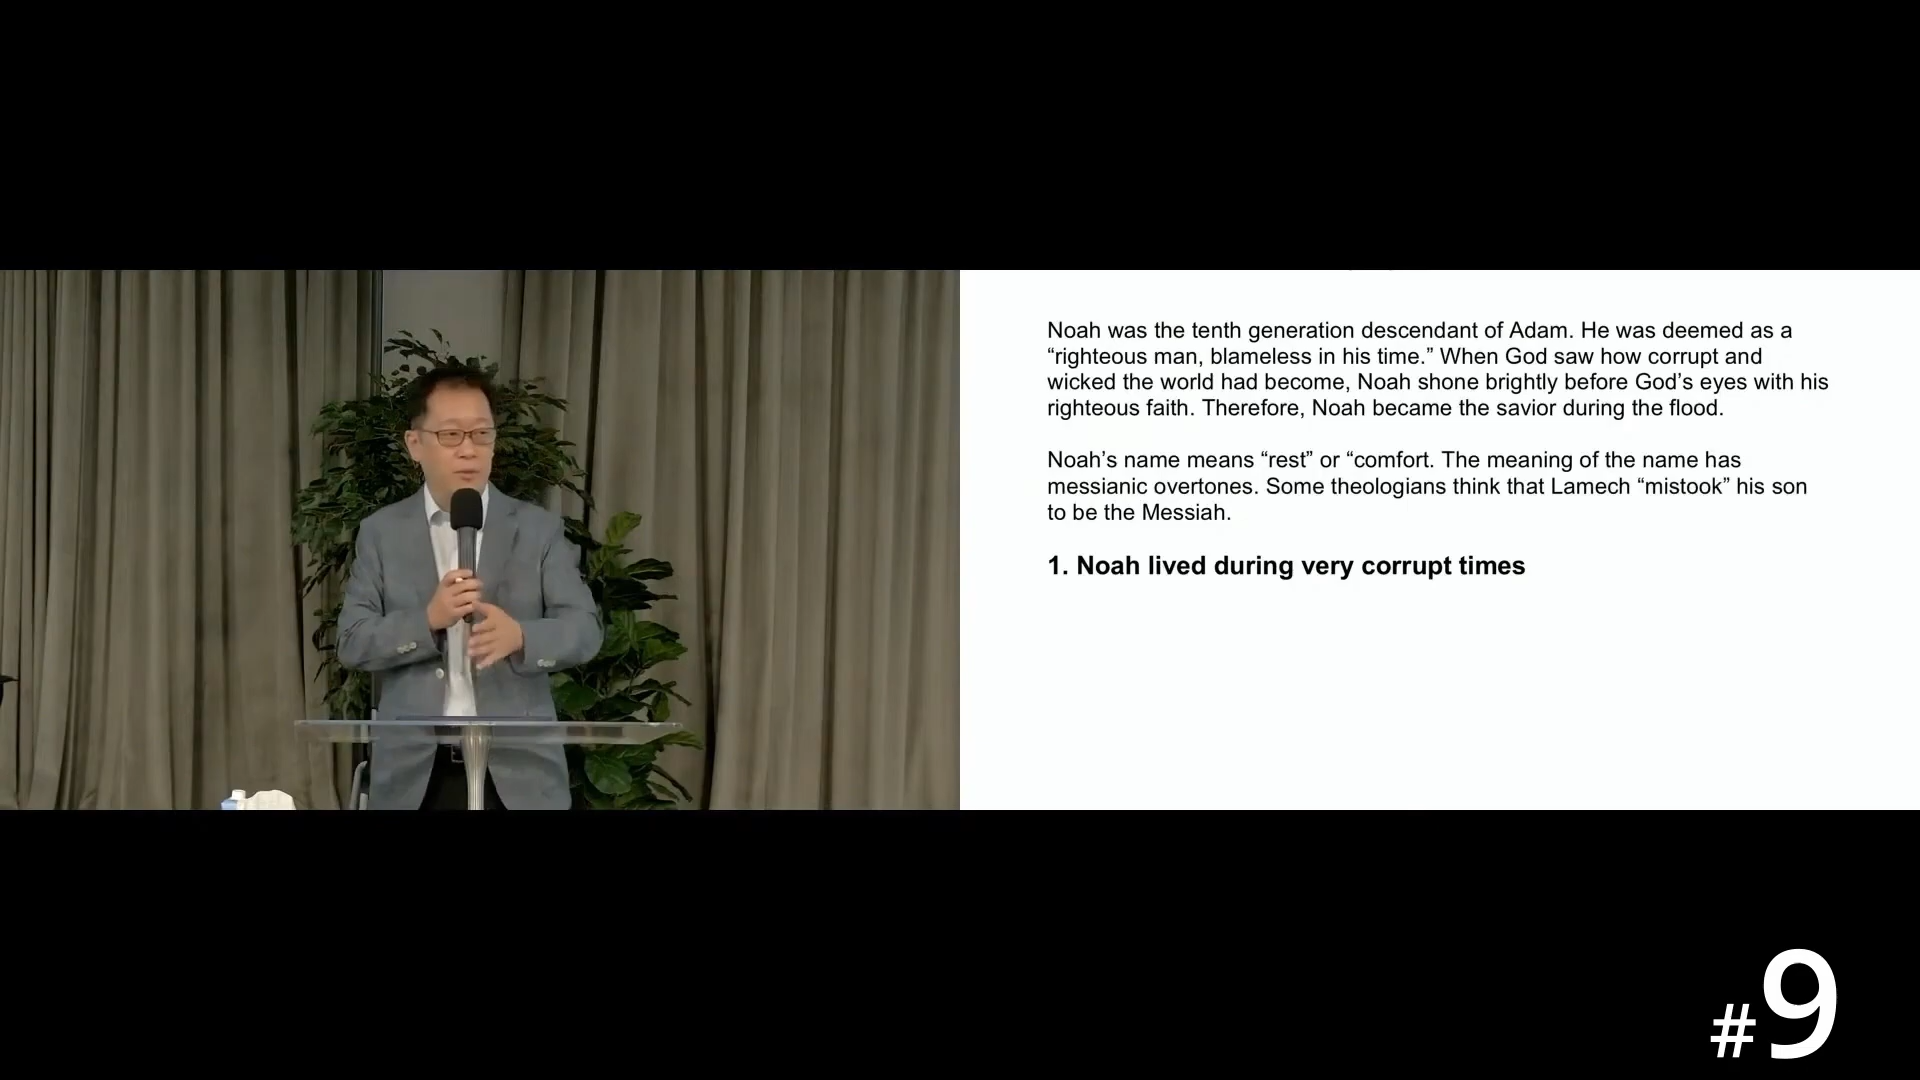 Noah was the tenth generation descendant of Adam. He was deemed as a
“righteous man, blameless in his time.” When God saw how corrupt and
wicked the world had become, Noah shone brightly before God’s eyes with his
righteous faith. Therefore, Noah became the savior during the flood.
Noah’s name means “rest” or “comfort. The meaning of the name has
messianic overtones. Some theologians think that Lamech “mistook” his son
to be the Messiah.
1. Noah lived during very corrupt times
#9